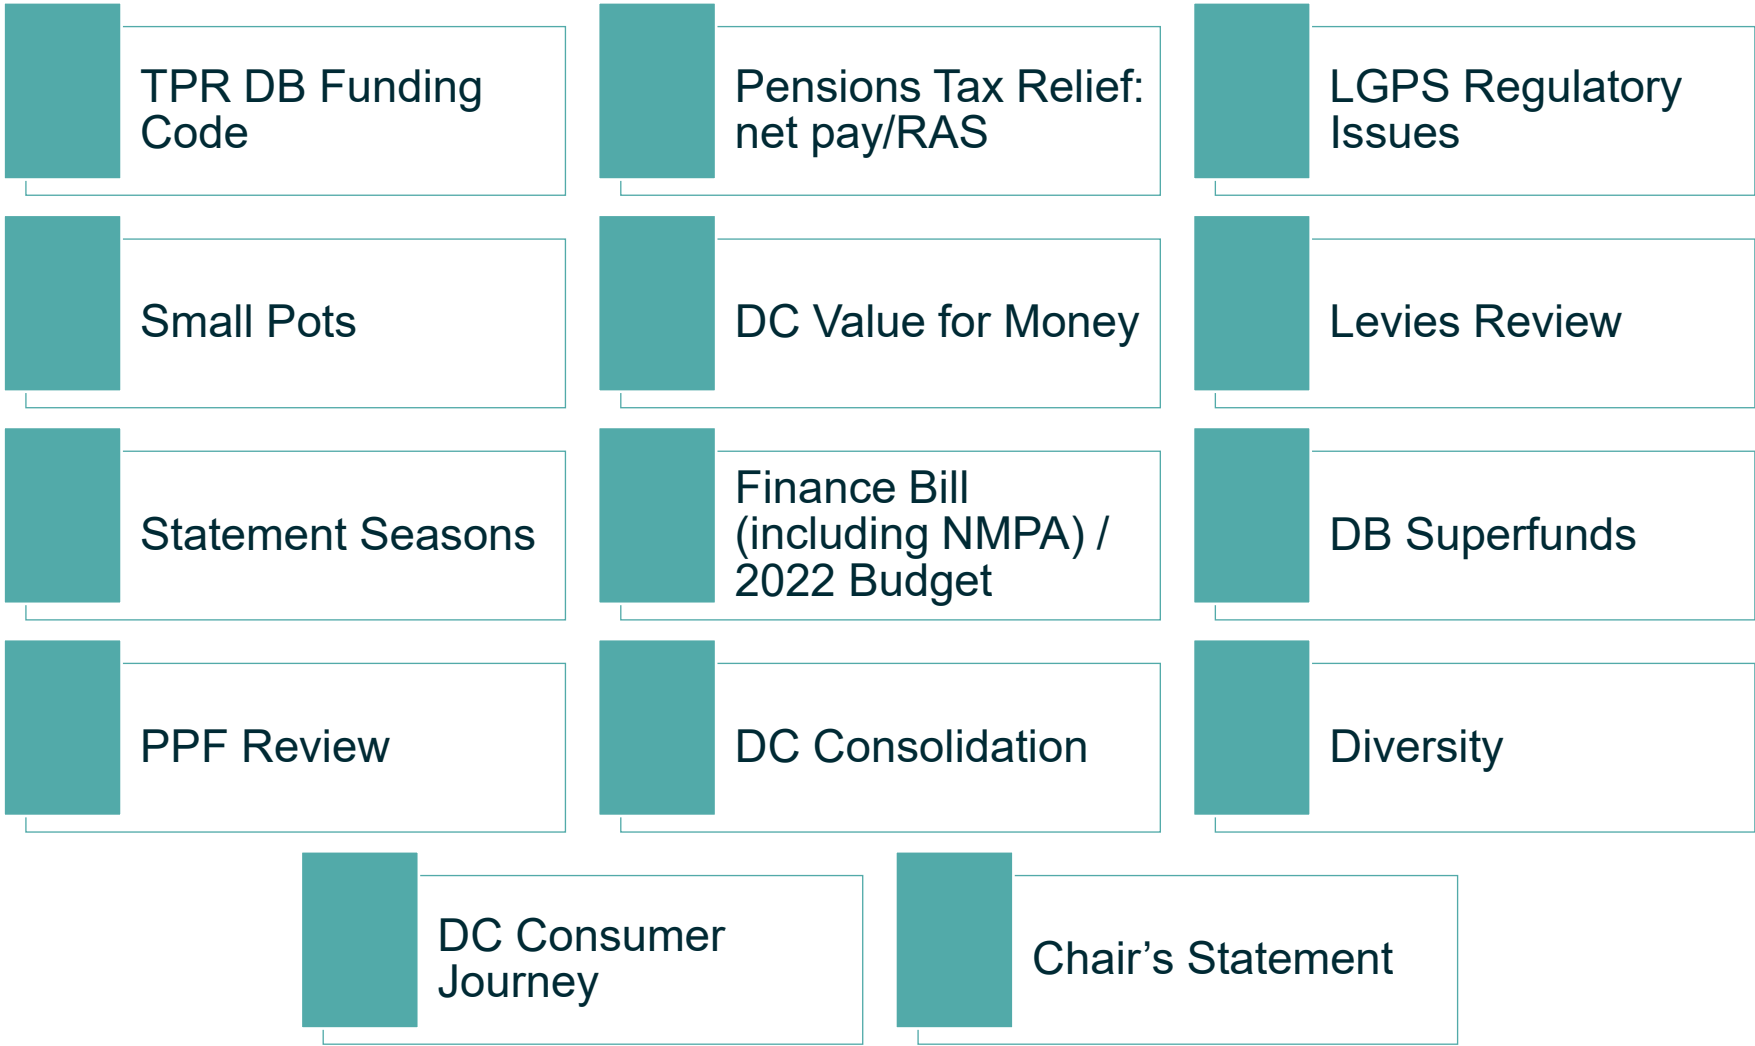 TPR DB Funding
Code
Pensions Tax Relief:
net pay/RAS
LGPS Regulatory
Issues
Small Pots
DC Value for Money
Levies Review
Statement Seasons
Finance Bill
(including NMPA) /
2022 Budget
DB Superfunds
PPF Review
DC Consolidation
Diversity
DC Consumer
Journey
Chair’s Statement